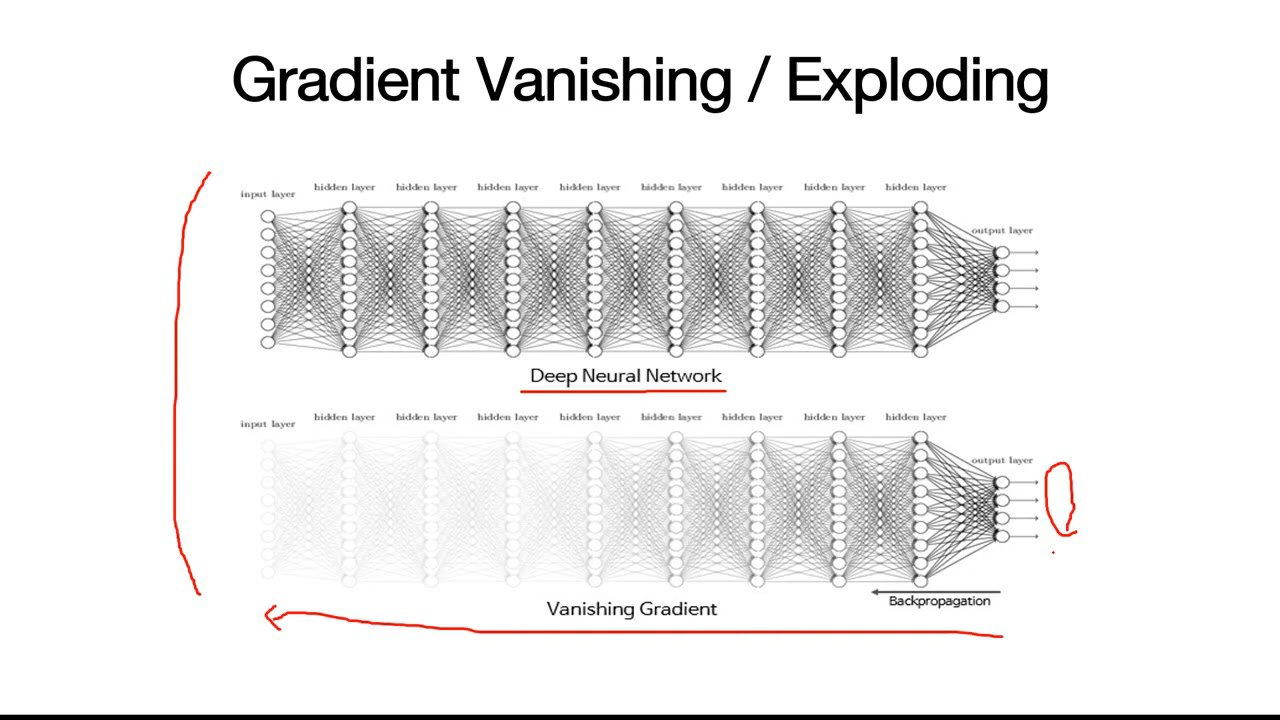 Gradient Vanishing / Exploding
input layer hidden layer hidden layer hidden layer hidden layer hidden layer hidden layer hidden layer hidden layer
output layer
Deep Neural Network
input layer hidden layer hidden layer hidden layer hidden layer hidden layer hidden layer hidden layer hidden layer
output layer
Backpropagation
Vanishing Gradient